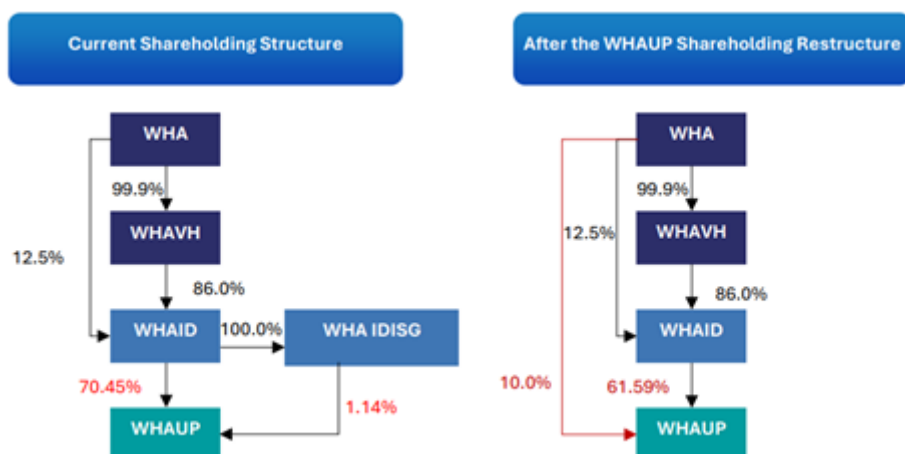 Current Shareholding Structure
WHA
99.9%
WHAVH
12.5%
86.0%
WHAID
100.0%
WHA IDISG
70.45%
1.14%
WHAUP
After the WHAUP Shareholding Restructure
WHA
99.9%
WHAVH
12.5%
86.0%
WHAID
10.0%
61.59%
WHAUP